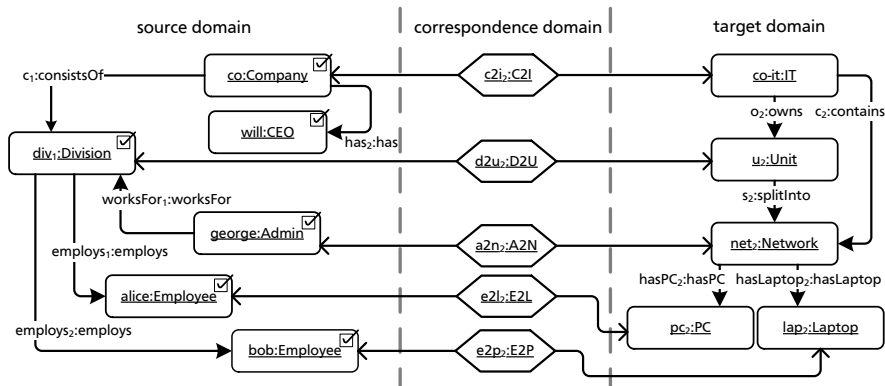 source domain
correspondence domain
target domain
c₁:consistsOf
co:Company
c2i₂:C2I
co-it:IT
o₂:owns
c₂:contains
will:CEO
has₂:has
div₁:Division
d2u₂:D2U
u₂:Unit
s₂:splitInto
worksFor₁:worksFor
george:Admin
a2n₂:A2N
net₂:Network
employs₁:employs
hasPC₂:hasPC
hasLaptop₂:hasLaptop
alice:Employee
e2l₂:E2L
pc₂:PC
lap₂:Laptop
employs₂:employs
bob:Employee
e2p₂:E2P